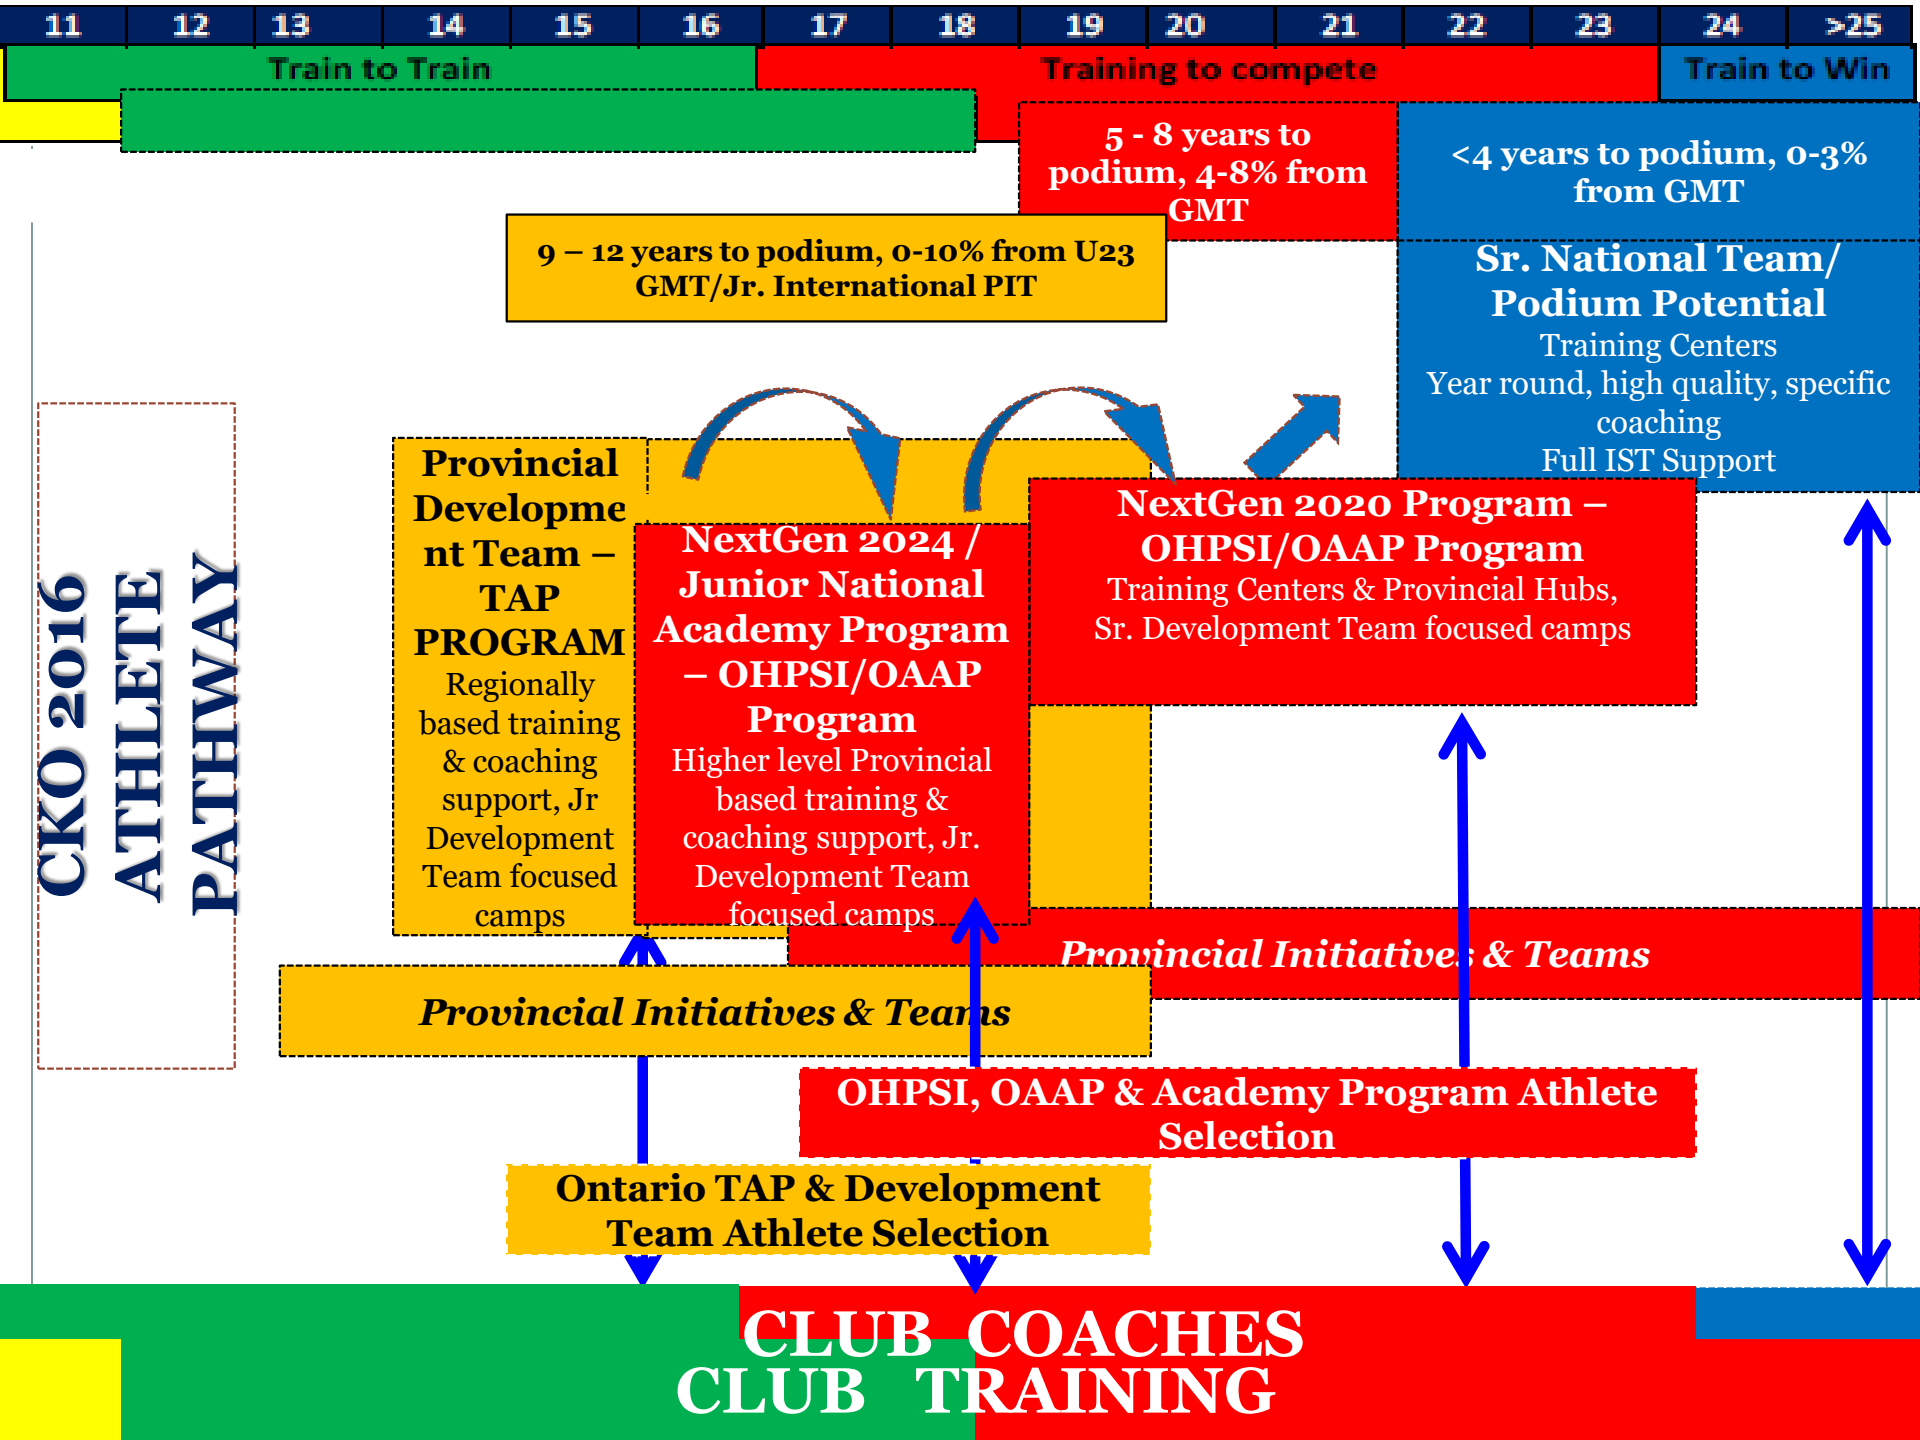 11 12 13 14 15 16 17 18 19 20 21 22 23 24 >25
Train to Train
Training to compete
Train to Win
5 - 8 years to
podium, 4-8% from
GMT
<4 years to podium, 0-3%
from GMT
9 – 12 years to podium, 0-10% from U23
GMT/Jr. International PIT
Sr. National Team/
Podium Potential
Training Centers
Year round, high quality, specific
coaching
Full IST Support
CKO 2016
ATHLETE
PATHWAY
Provincial
Developme
nt Team –
TAP
PROGRAM
Regionally
based training
& coaching
support, Jr
Development
Team focused
camps
NextGen 2024 /
Junior National
Academy Program
– OHPSI/OAAP
Program
Higher level Provincial
based training &
coaching support, Jr.
Development Team
focused camps
NextGen 2020 Program –
OHPSI/OAAP Program
Training Centers & Provincial Hubs,
Sr. Development Team focused camps
Provincial Initiatives & Teams
Provincial Initiatives & Teams
OHPSI, OAAP & Academy Program Athlete
Selection
Ontario TAP & Development
Team Athlete Selection
CLUB COACHES
CLUB TRAINING